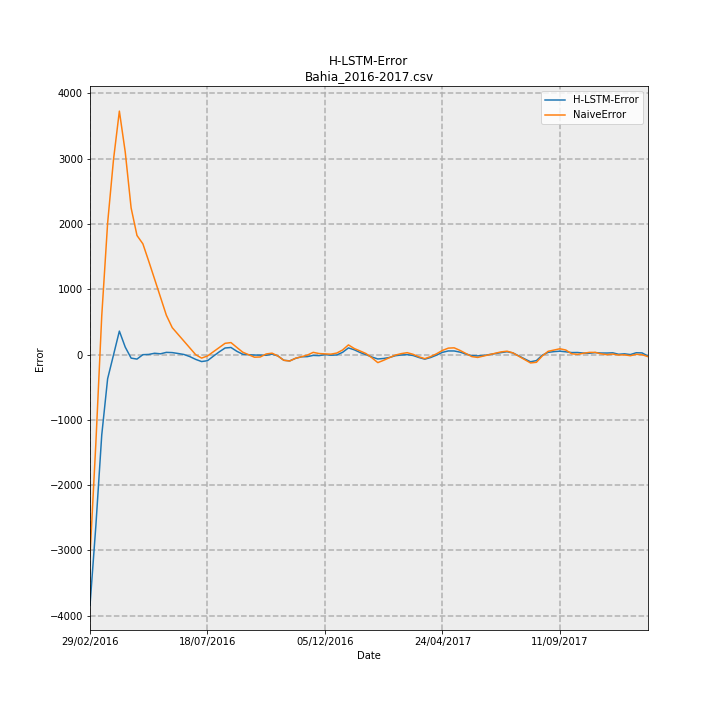 H-LSTM-Error
Bahia_2016-2017.csv
H-LSTM-Error
NaiveError
Error
4000
3000
2000
1000
0
−1000
−2000
−3000
−4000
29/02/2016 18/07/2016 05/12/2016 24/04/2017 11/09/2017
Date